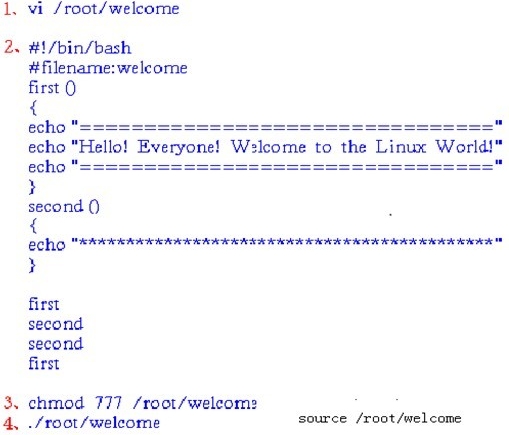 1、vi /root/welcome
2、#!/bin/bash
#filename:welcome
first ()
{
echo "================================"
echo "Hello! Everyone! Welcome to the Linux World!"
echo "================================"
}
second ()
{
echo "********************************************"
}
first
second
second
first
3、chmod 777 /root/welcome
4、./root/welcome
source /root/welcome